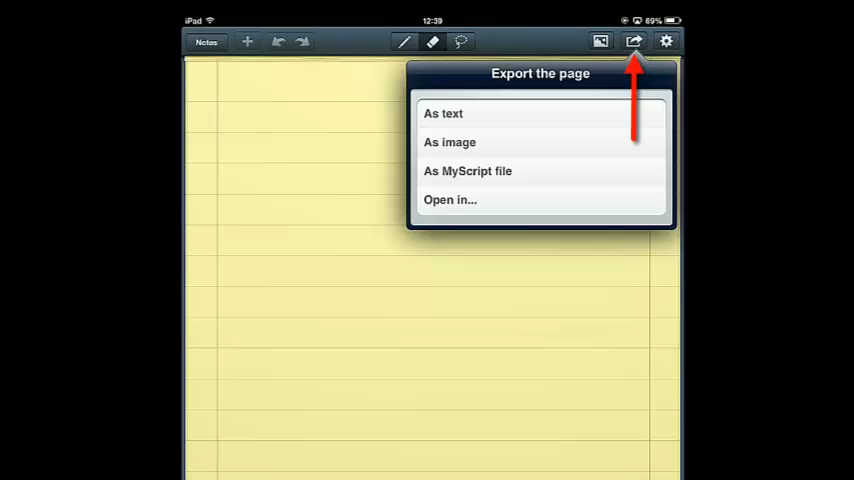 iPad 12:39 69%
Notes
Export the page
As text
As image
As MyScript file
Open in...